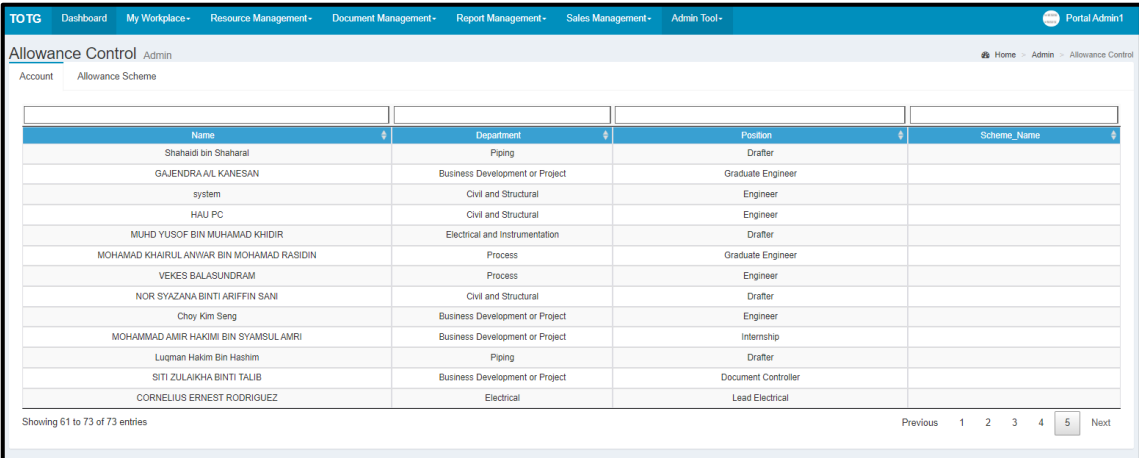 TOTG Dashboard My Workplace Resource Management Document Management Report Management Sales Management Admin Tool Portal Admin1
Allowance Control Admin Home > Admin > Allowance Control
Account Allowance Scheme
Name Department Position Scheme_Name
Shahaidi bin Shaharal Piping Drafter
GAJENDRA A/L KANESAN Business Development or Project Graduate Engineer
system Civil and Structural Engineer
HAU PC Civil and Structural Engineer
MUHD YUSOF BIN MUHAMAD KHIDIR Electrical and Instrumentation Drafter
MOHAMAD KHAIRUL ANWAR BIN MOHAMAD RASIDIN Process Graduate Engineer
VEKES BALASUNDRAM Process Engineer
NOR SYAZANA BINTI ARIFFIN SANI Civil and Structural Drafter
Choy Kim Seng Business Development or Project Engineer
MOHAMMAD AMIR HAKIMI BIN SYAMSUL AMRI Business Development or Project Internship
Luqman Hakim Bin Hashim Piping Drafter
SITI ZULAIKHA BINTI TALIB Business Development or Project Document Controller
CORNELIUS ERNEST RODRIGUEZ Electrical Lead Electrical
Showing 61 to 73 of 73 entries Previous 1 2 3 4 5 Next